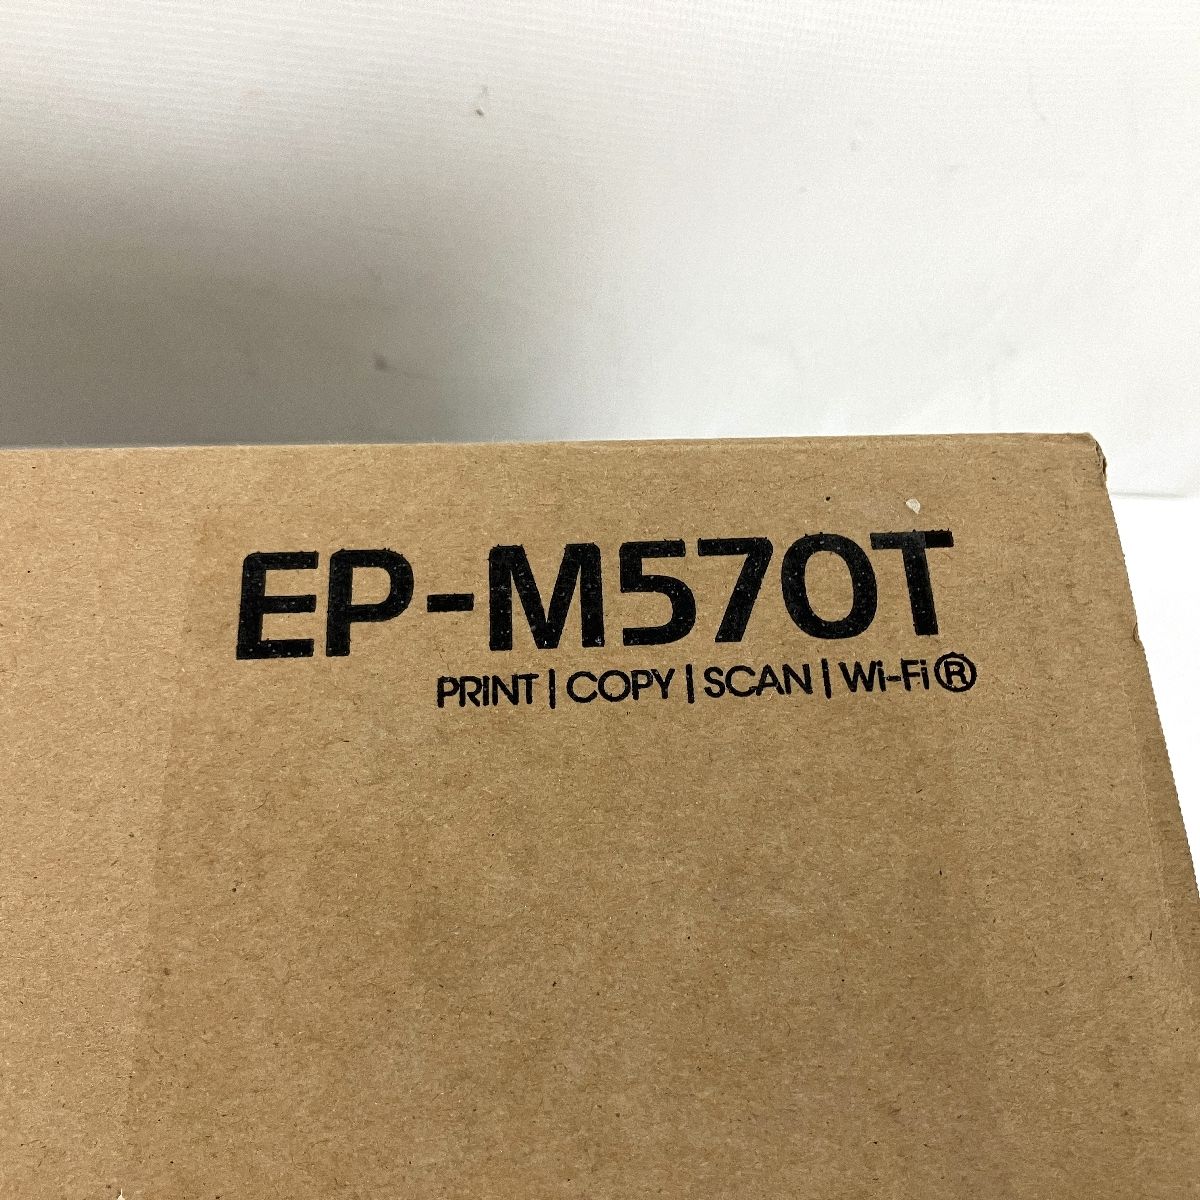 EP-M570T
PRINT | COPY | SCAN | Wi-Fi®